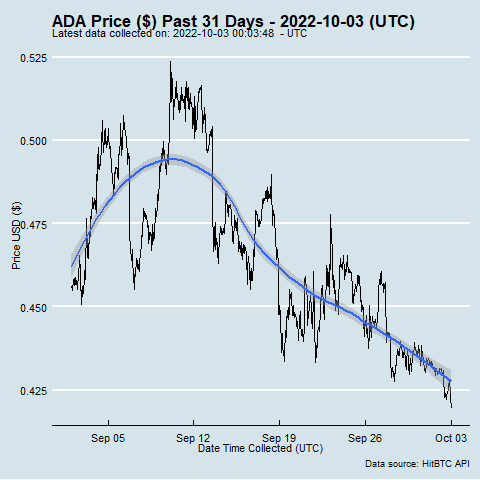 ADA Price ($) Past 31 Days - 2022-10-03 (UTC)
Latest data collected on: 2022-10-03 00:03:48 - UTC
0.525
0.500
0.475
0.450
0.425
Price USD ($)
Sep 05 Sep 12 Sep 19 Sep 26 Oct 03
Date Time Collected (UTC)
Data source: HitBTC API